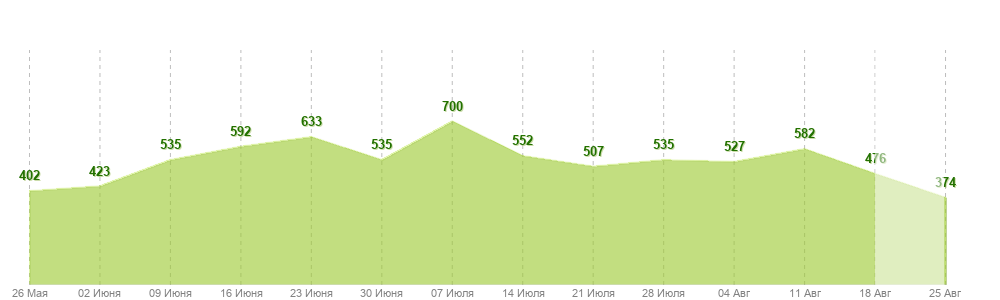 402 423 535 592 633 535 700 552 507 535 527 582 476 374
26 Мая 02 Июня 09 Июня 16 Июня 23 Июня 30 Июня 07 Июля 14 Июля 21 Июля 28 Июля 04 Авг 11 Авг 18 Авг 25 Авг